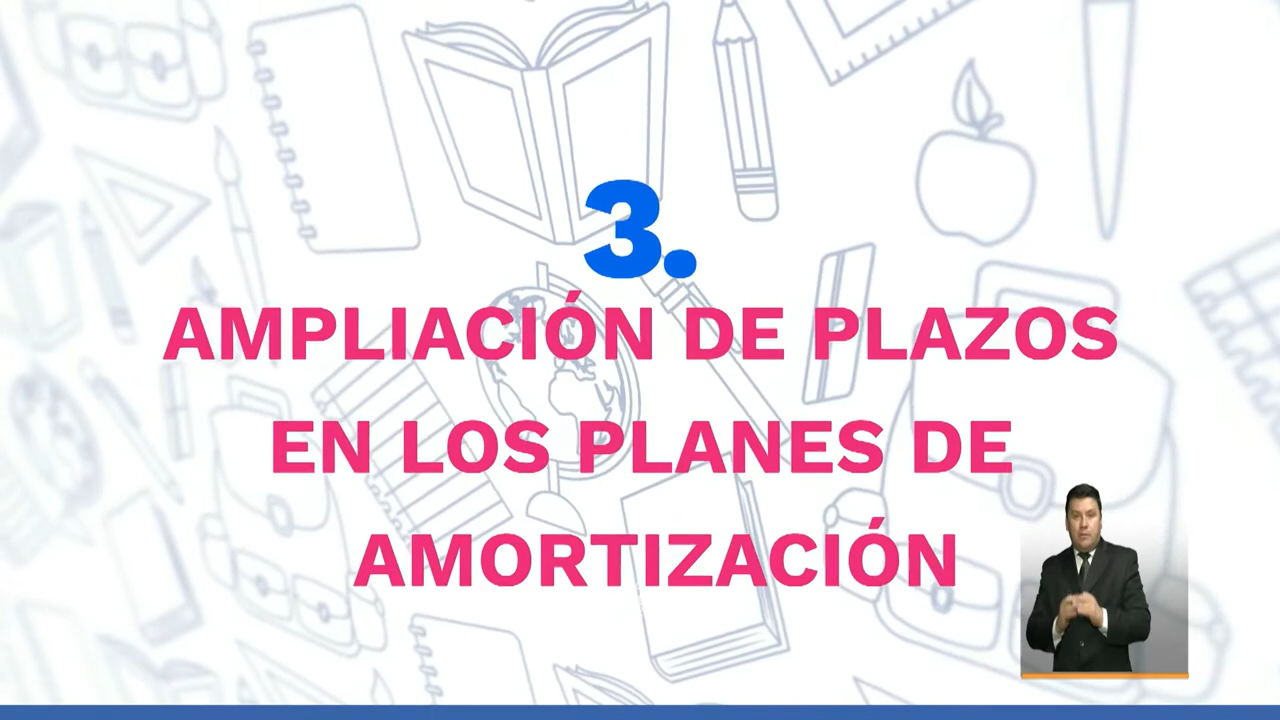 3.
AMPLIACIÓN DE PLAZOS
EN LOS PLANES DE
AMORTIZACIÓN